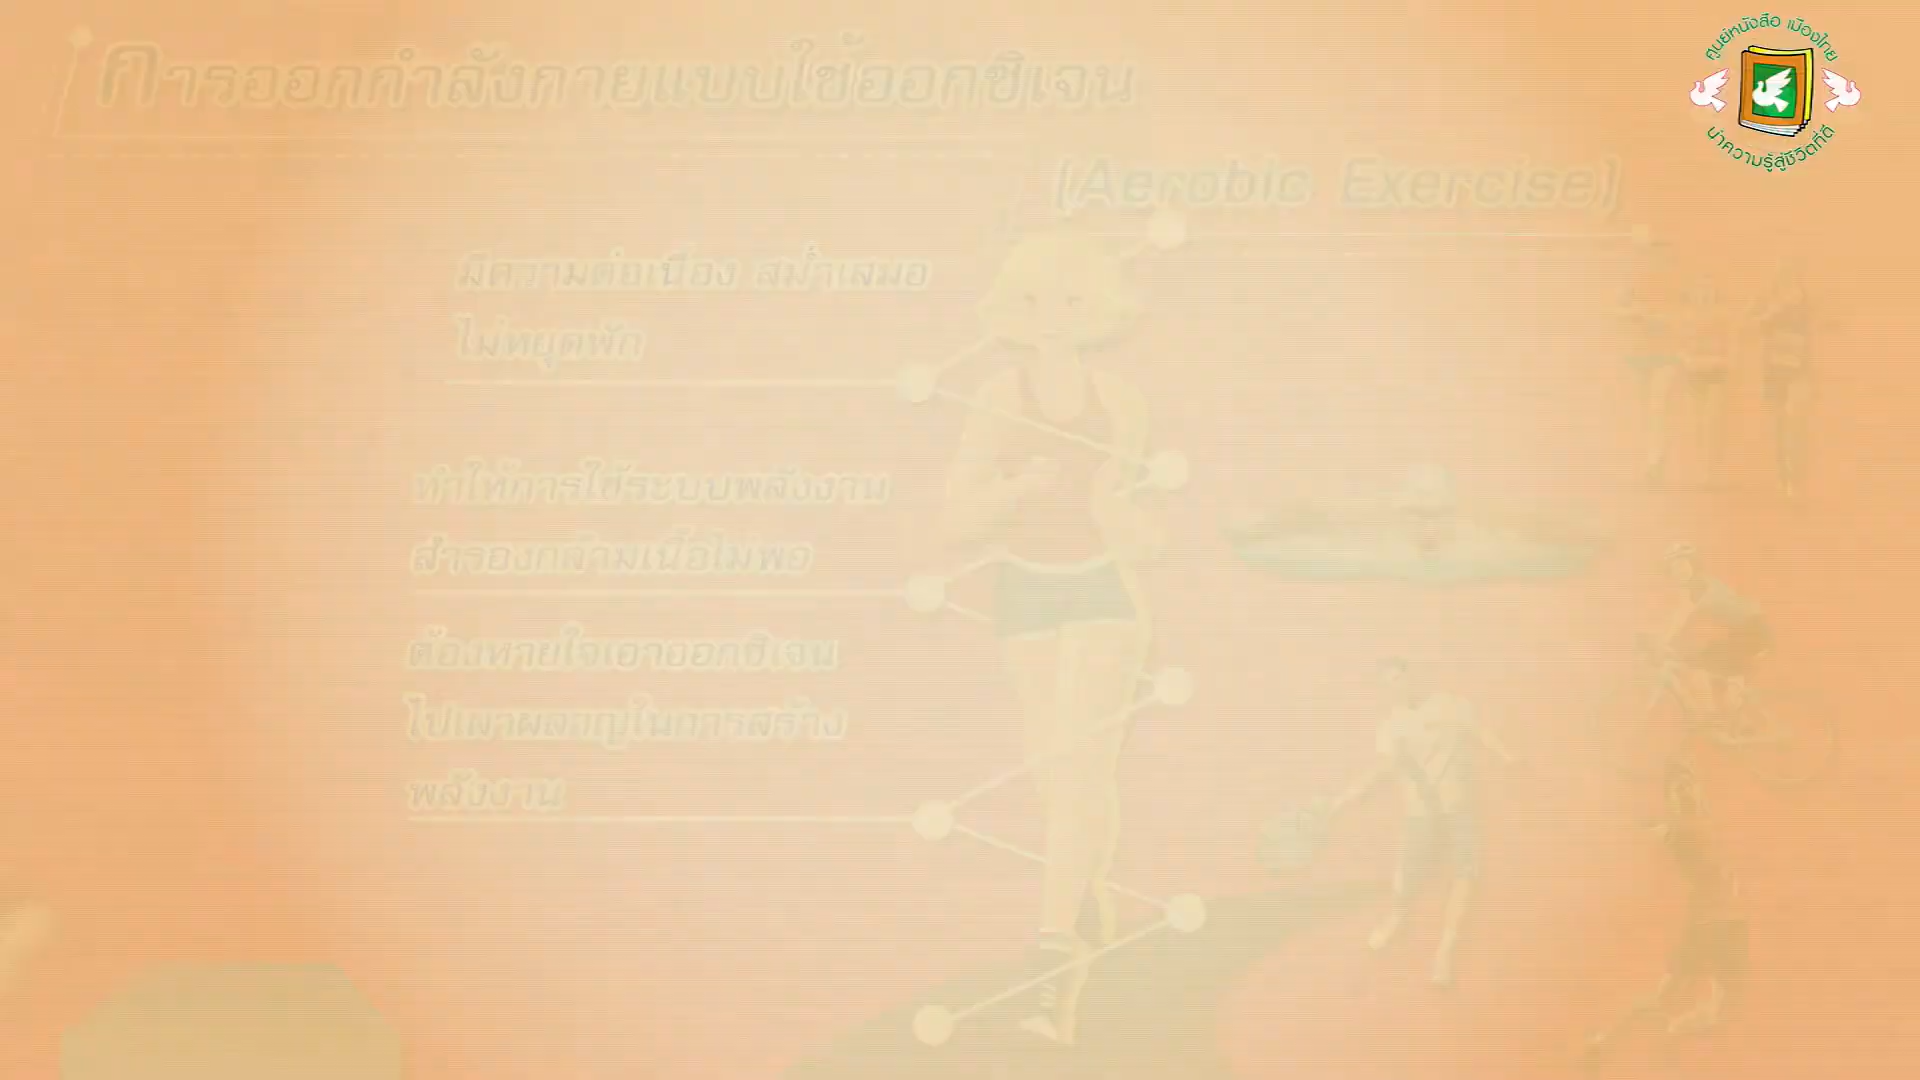 การออกกำลังกายแบบใช้ออกซิเจน
(Aerobic Exercise)
มีความต่อเนื่อง สม่ำเสมอ
ไม่หยุดพัก
ทำให้การใช้ระบบพลังงาน
สำรองกล้ามเนื้อไม่พอ
ต้องหายใจเอาออกซิเจน
ไปเผาผลาญในการสร้าง
พลังงาน
ศูนย์หนังสือ เมืองไทย
นำความรู้สู่ชีวิตที่ดี